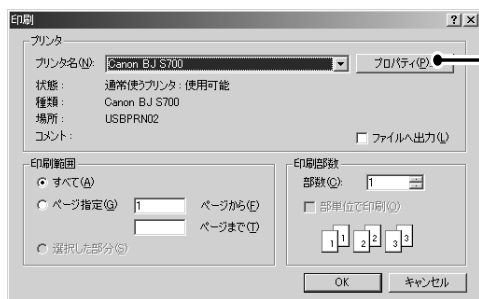 印刷
プリンタ
プリンタ名(N): Canon BJ S700 プロパティ(P)...
状態： 通常使うプリンタ：使用可能
種類： Canon BJ S700
場所： USBPRN02
コメント： ファイルへ出力(L)
印刷範囲
すべて(A)
ページ指定(G) 1 ページから(F)
ページまで(T)
選択した部分(S)
印刷部数
部数(C): 1
部単位で印刷(O)
1 1 2 2 3 3
OK キャンセル